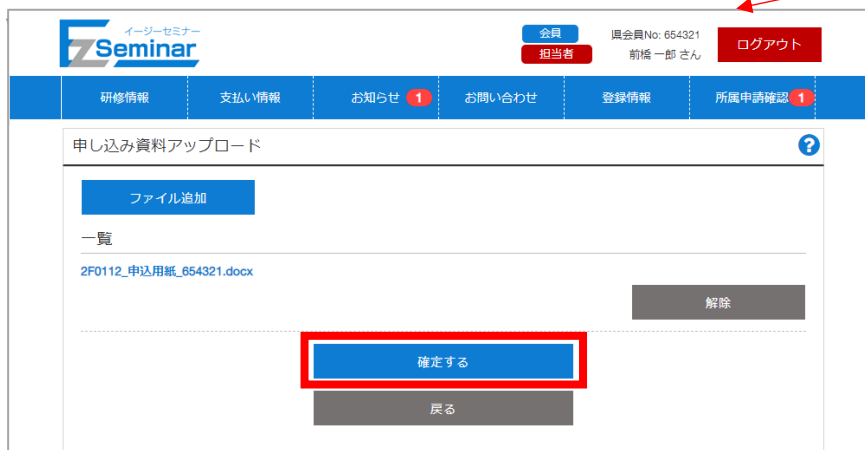 イージーセミナー
EzSeminar
会員
担当者
県会員No: 654321
前橋 一郎 さん
ログアウト
研修情報
支払い情報
お知らせ 1
お問い合わせ
登録情報
所属申請確認 1
申し込み資料アップロード
?
ファイル追加
一覧
2F0112_申込用紙_654321.docx
解除
確定する
戻る